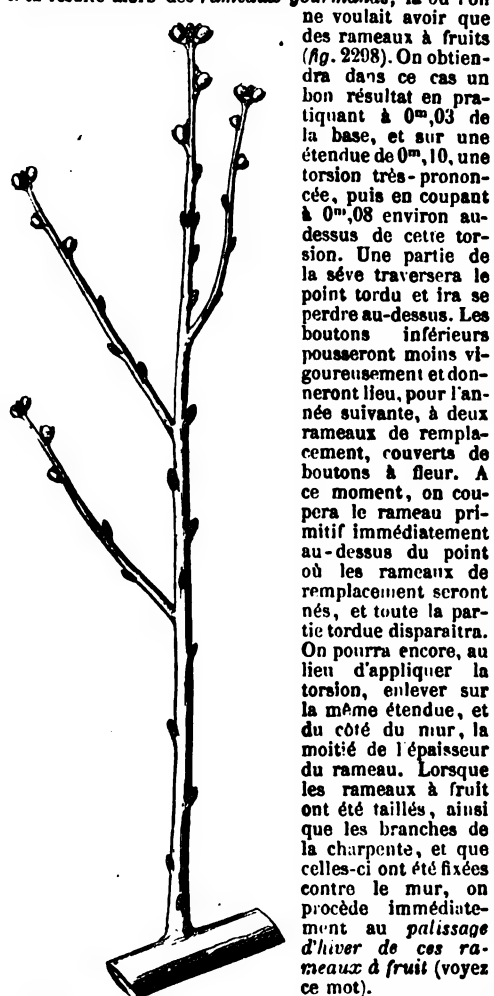 ne voulait avoir que
des rameaux à fruits
(fig. 2298). On obtien-
dra dans ce cas un
bon résultat en pra-
tiquant à 0m,03 de
la base, et sur une
étendue de 0m,10, une
torsion très-pronon-
cée, puis en coupant
à 0m,08 environ au-
dessus de cette tor-
sion. Une partie de
la séve traversera le
point tordu et ira se
perdre au-dessus. Les
boutons inférieurs
pousseront moins vi-
goureusement et don-
neront lieu, pour l'an-
née suivante, à deux
rameaux de rempla-
cement, couverts de
boutons à fleur. A
ce moment, on cou-
pera le rameau pri-
mitif immédiatement
au-dessus du point
où les rameaux de
remplacement seront
nés, et toute la par-
tie tordue disparaitra.
On pourra encore, au
lieu d'appliquer la
torsion, enlever sur
la même étendue, et
du côté du mur, la
moitié de l'épaisseur
du rameau. Lorsque
les rameaux à fruit
ont été taillés, ainsi
que les branches de
la charpente, et que
celles-ci ont été fixées
contre le mur, on
procède immédiate-
ment au palissage
d'hiver de ces ra-
meaux à fruit (voyez
ce mot).